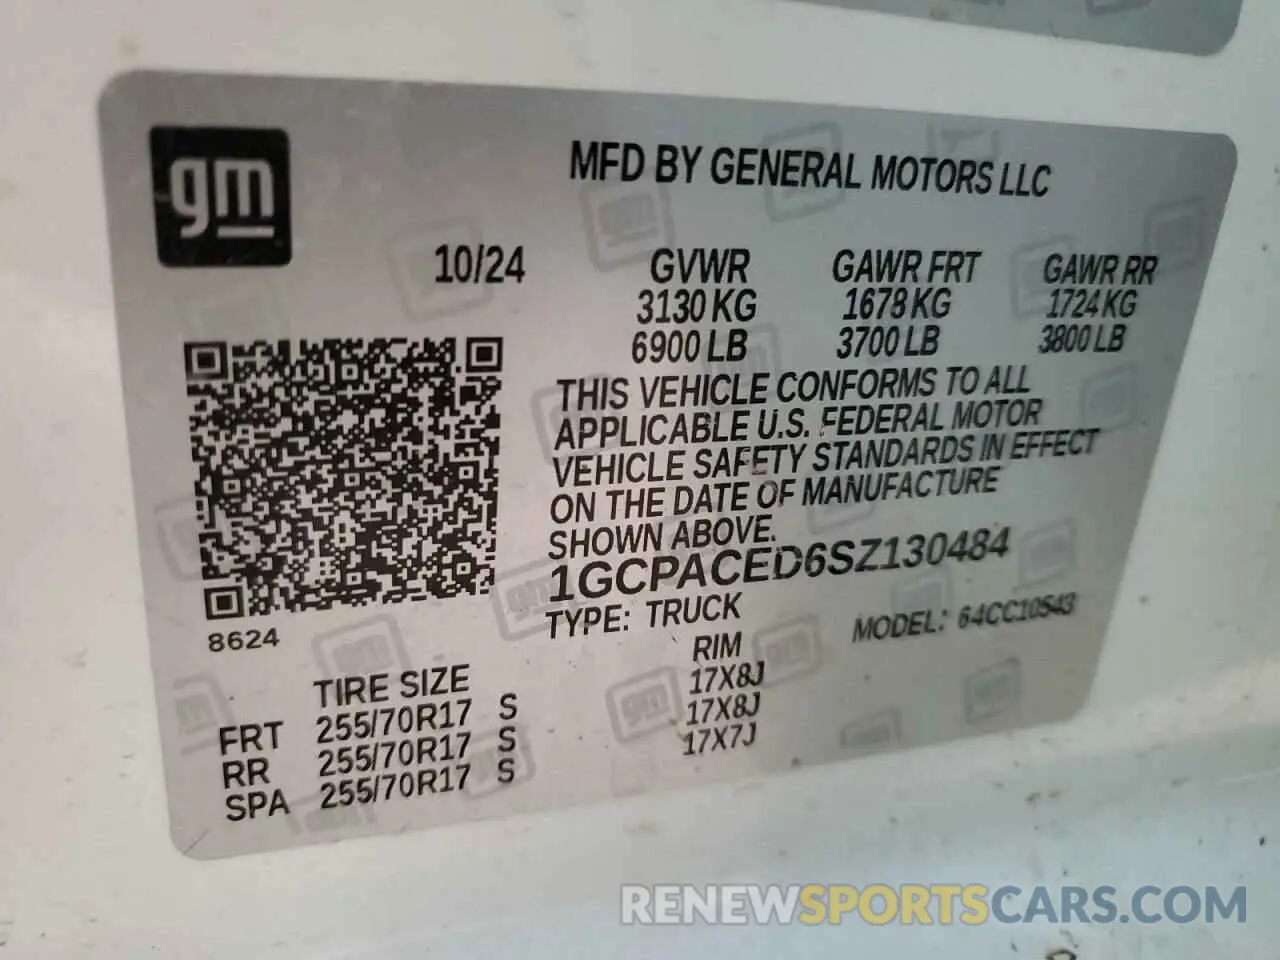 gm
MFD BY GENERAL MOTORS LLC
10/24 GVWR GAWR FRT GAWR RR
3130 KG 1678 KG 1724 KG
6900 LB 3700 LB 3800 LB
THIS VEHICLE CONFORMS TO ALL
APPLICABLE U.S. FEDERAL MOTOR
VEHICLE SAFETY STANDARDS IN EFFECT
ON THE DATE OF MANUFACTURE
SHOWN ABOVE.
1GCPACED6SZ130484
TYPE: TRUCK MODEL: 64CC10543
8624
TIRE SIZE RIM
FRT 255/70R17 S 17X8J
RR 255/70R17 S 17X8J
SPA 255/70R17 S 17X7J
RENEWSPORTSCARS.COM